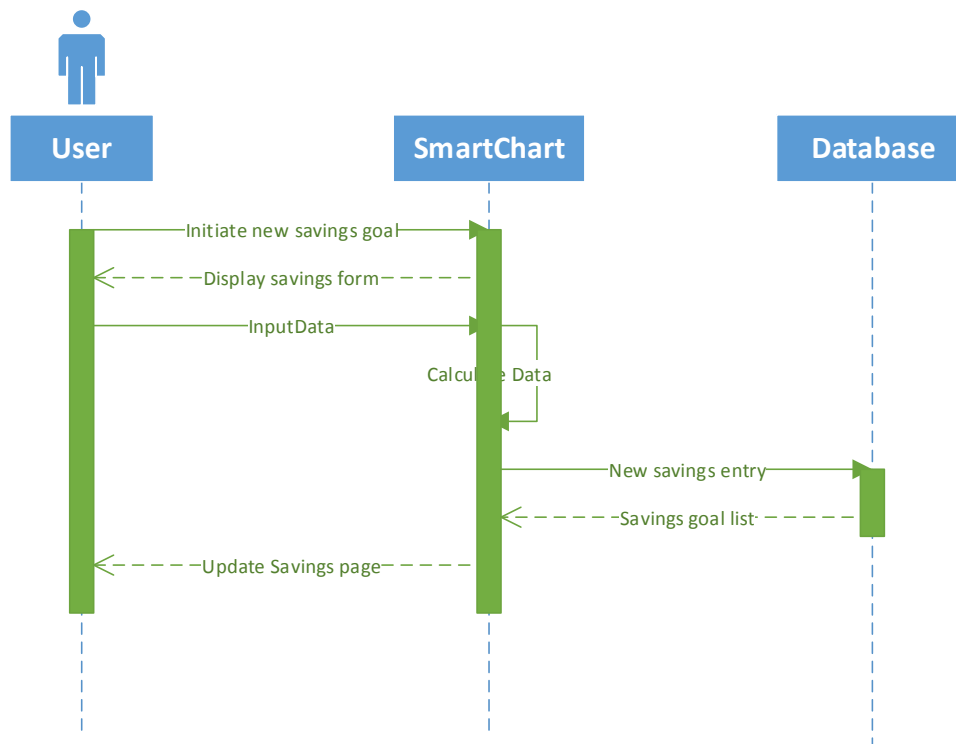 User
SmartChart
Database
Initiate new savings goal
Display savings form
InputData
Calculate Data
New savings entry
Savings goal list
Update Savings page